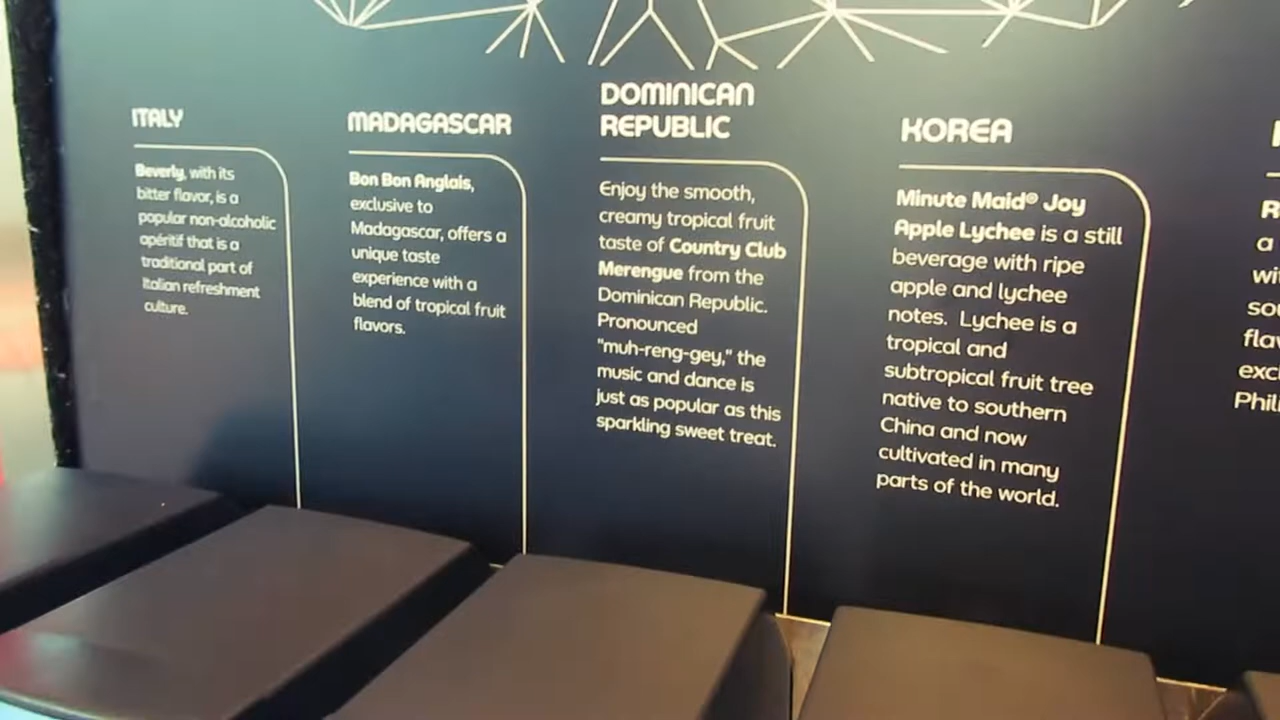 ITALY
Beverly, with its
bitter flavor, is a
popular non-alcoholic
apéritif that is a
traditional part of
Italian refreshment
culture.
MADAGASCAR
Bon Bon Anglais,
exclusive to
Madagascar, offers a
unique taste
experience with a
blend of tropical fruit
flavors.
DOMINICAN
REPUBLIC
Enjoy the smooth,
creamy tropical fruit
taste of Country Club
Merengue from the
Dominican Republic.
Pronounced
"muh-reng-gey," the
music and dance is
just as popular as this
sparkling sweet treat.
KOREA
Minute Maid® Joy
Apple Lychee is a still
beverage with ripe
apple and lychee
notes. Lychee is a
tropical and
subtropical fruit tree
native to southern
China and now
cultivated in many
parts of the world.
a